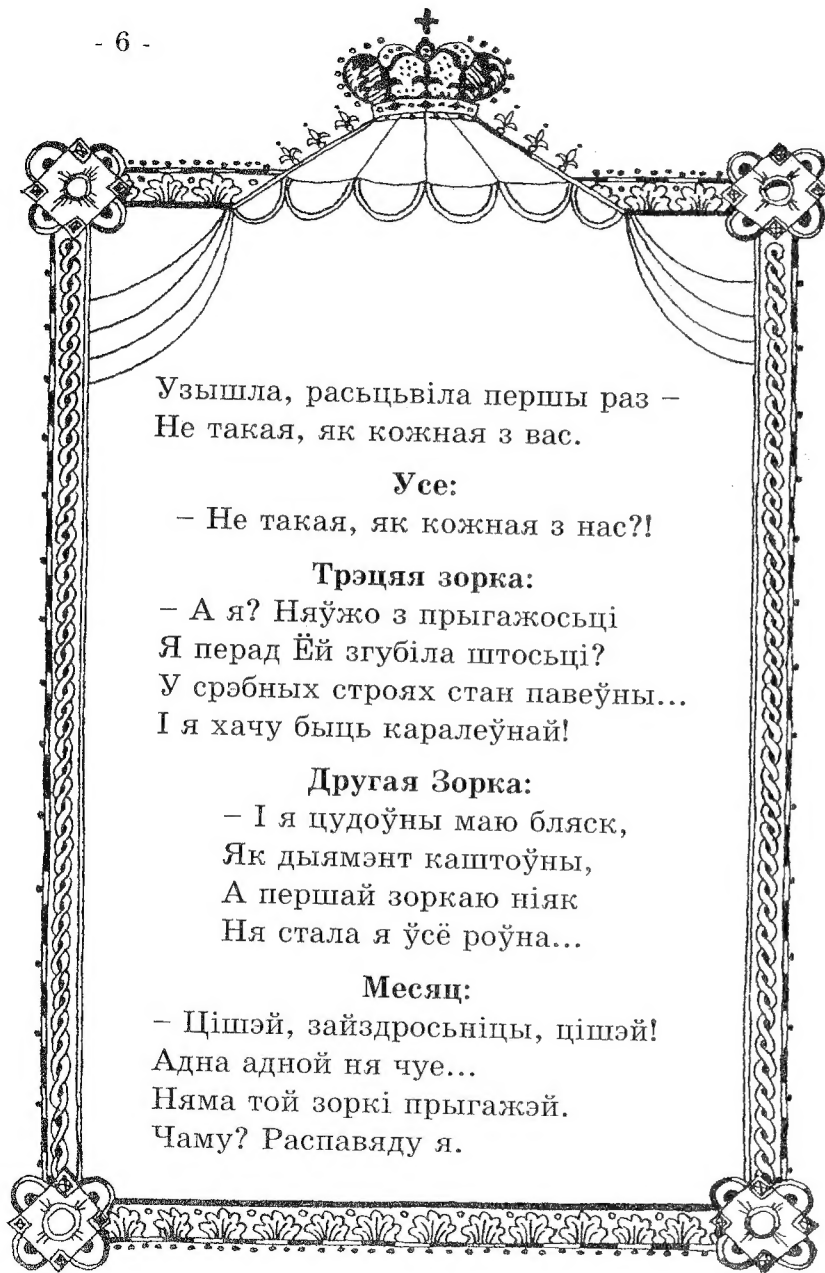 - 6 -
Узышла, расьцьвіла першы раз –
Не такая, як кожная з вас.
Усе:
– Не такая, як кожная з нас?!
Трэцяя зорка:
– А я? Няўжо з прыгажосьці
Я перад Ёй згубіла штосьці?
У срэбных строях стан павеўны...
І я хачу быць каралеўнай!
Другая Зорка:
– І я цудоўны маю бляск,
Як дыямэнт каштоўны,
А першай зоркаю ніяк
Ня стала я ўсё роўна...
Месяц:
– Цішэй, зайздросьніцы, цішэй!
Адна адной ня чуе...
Няма той зоркі прыгажэй.
Чаму? Распавяду я.